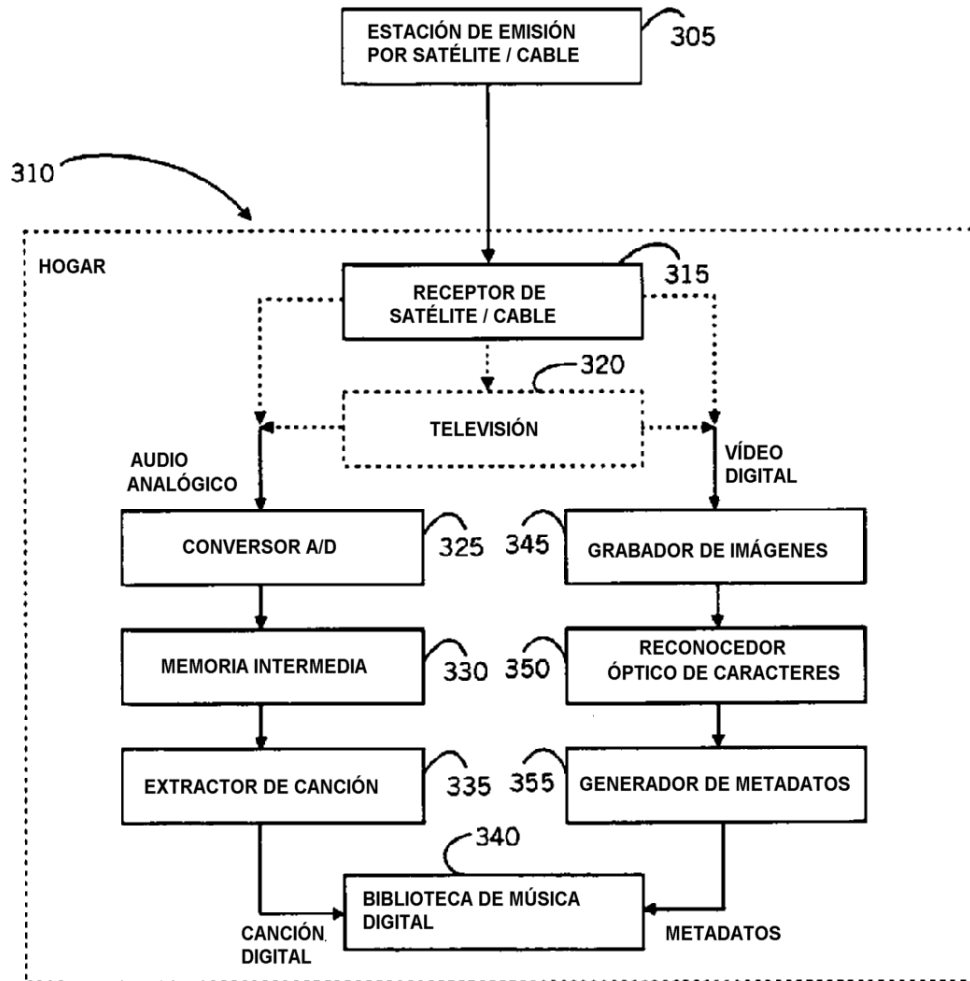 ESTACIÓN DE EMISIÓN
POR SATÉLITE / CABLE
305
310
HOGAR
315
RECEPTOR DE
SATÉLITE / CABLE
320
TELEVISIÓN
AUDIO
ANALÓGICO
VÍDEO
DIGITAL
CONVERSOR A/D
325
345
GRABADOR DE IMÁGENES
MEMORIA INTERMEDIA
330
350
RECONOCEDOR
ÓPTICO DE CARACTERES
EXTRACTOR DE CANCIÓN
335
355
GENERADOR DE METADATOS
340
BIBLIOTECA DE MÚSICA
DIGITAL
CANCIÓN
DIGITAL
METADATOS